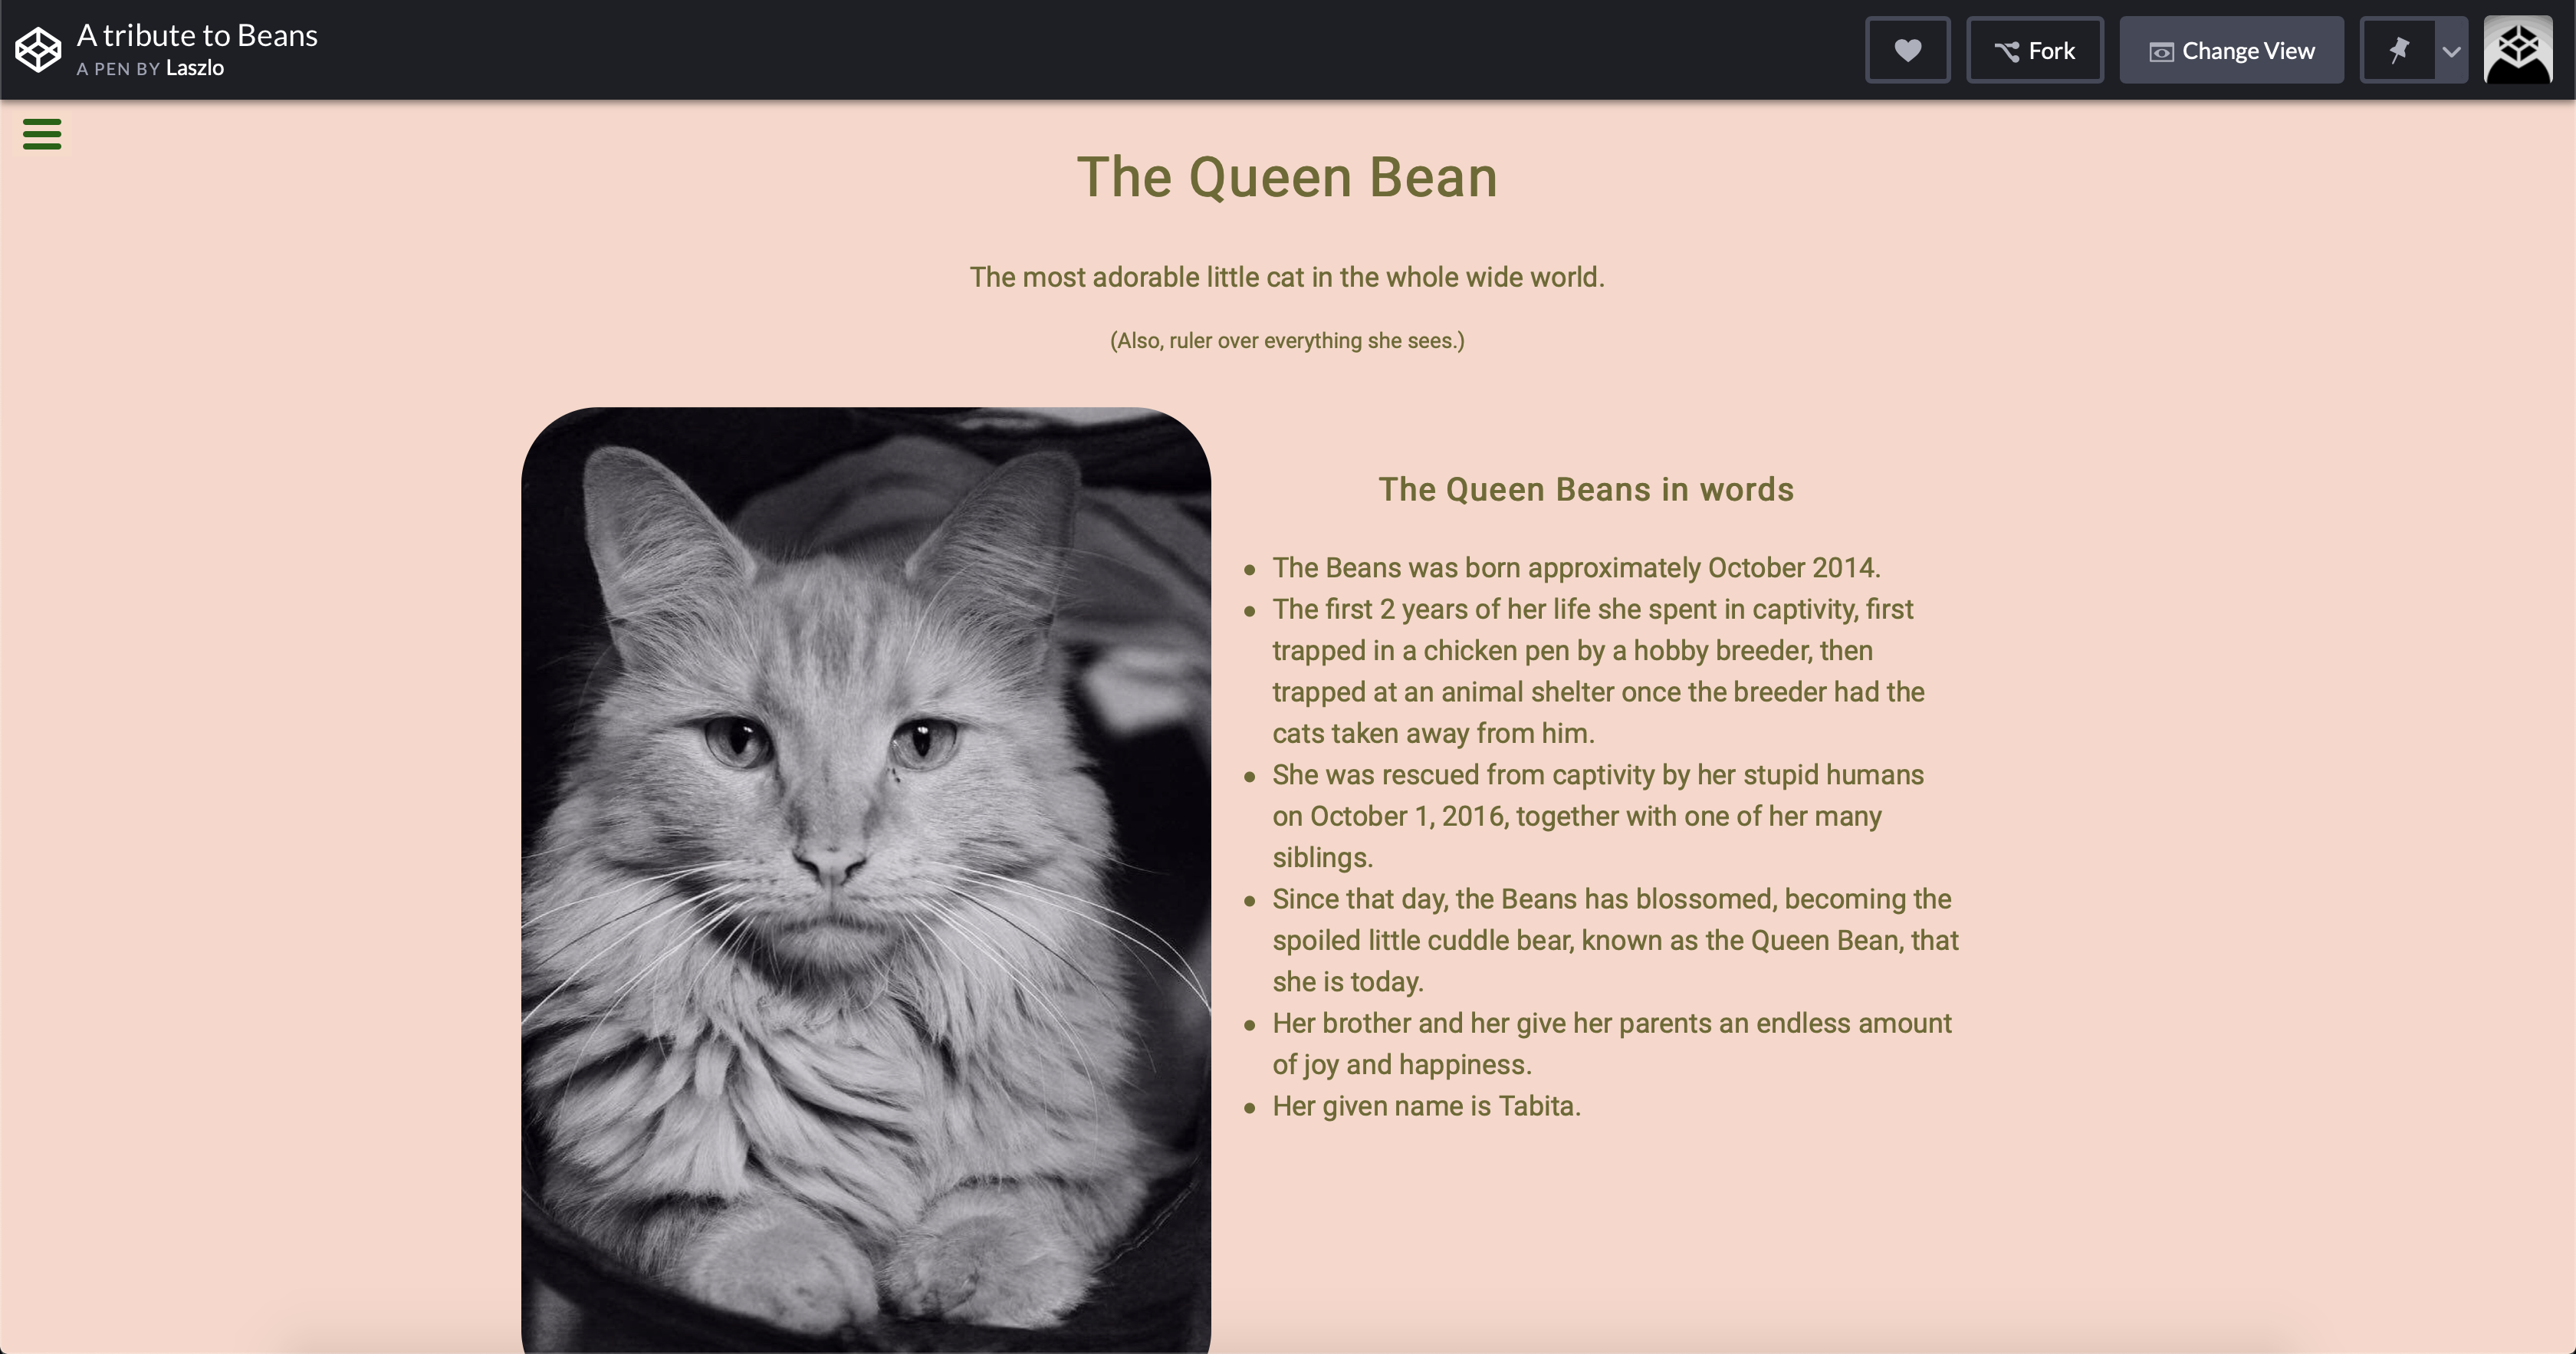 A tribute to Beans
A PEN BY Laszlo
Fork
Change View
The Queen Bean
The most adorable little cat in the whole wide world.
(Also, ruler over everything she sees.)
The Queen Beans in words
The Beans was born approximately October 2014.
The first 2 years of her life she spent in captivity, first
trapped in a chicken pen by a hobby breeder, then
trapped at an animal shelter once the breeder had the
cats taken away from him.
She was rescued from captivity by her stupid humans
on October 1, 2016, together with one of her many
siblings.
Since that day, the Beans has blossomed, becoming the
spoiled little cuddle bear, known as the Queen Bean, that
she is today.
Her brother and her give her parents an endless amount
of joy and happiness.
Her given name is Tabita.